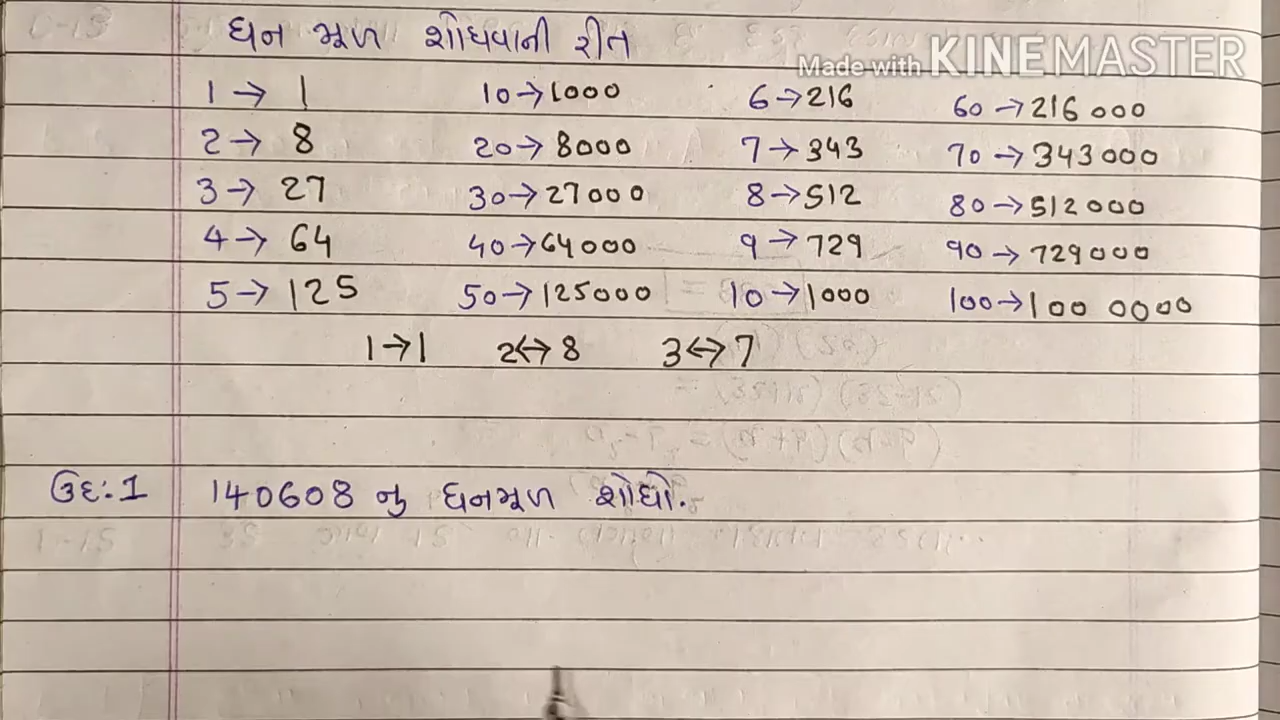 ઘન મૂળ શોધવાની રીત
Made with KINEMASTER
1 → 1 10 → 1000 6 → 216 60 → 216 000
2 → 8 20 → 8000 7 → 343 70 → 343 000
3 → 27 30 → 27000 8 → 512 80 → 512 000
4 → 64 40 → 64000 9 → 729 90 → 729000
5 → 125 50 → 125000 10 → 1000 100 → 100 0000
1 → 1 2 ↔ 8 3 ↔ 7
ઉદ: 1 140608 નુ ઘનમૂળ શોધો.